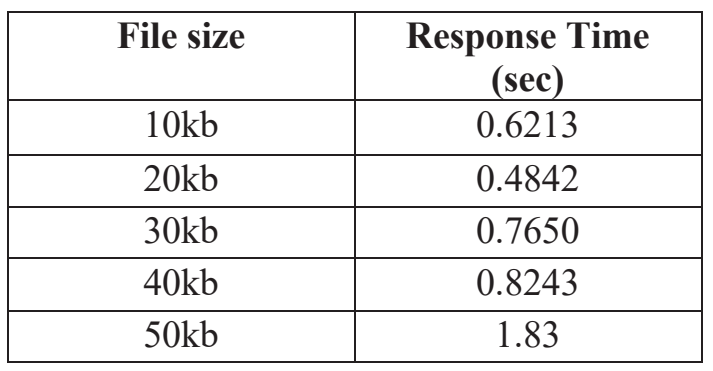 File size Response Time
(sec)
10kb 0.6213
20kb 0.4842
30kb 0.7650
40kb 0.8243
50kb 1.83